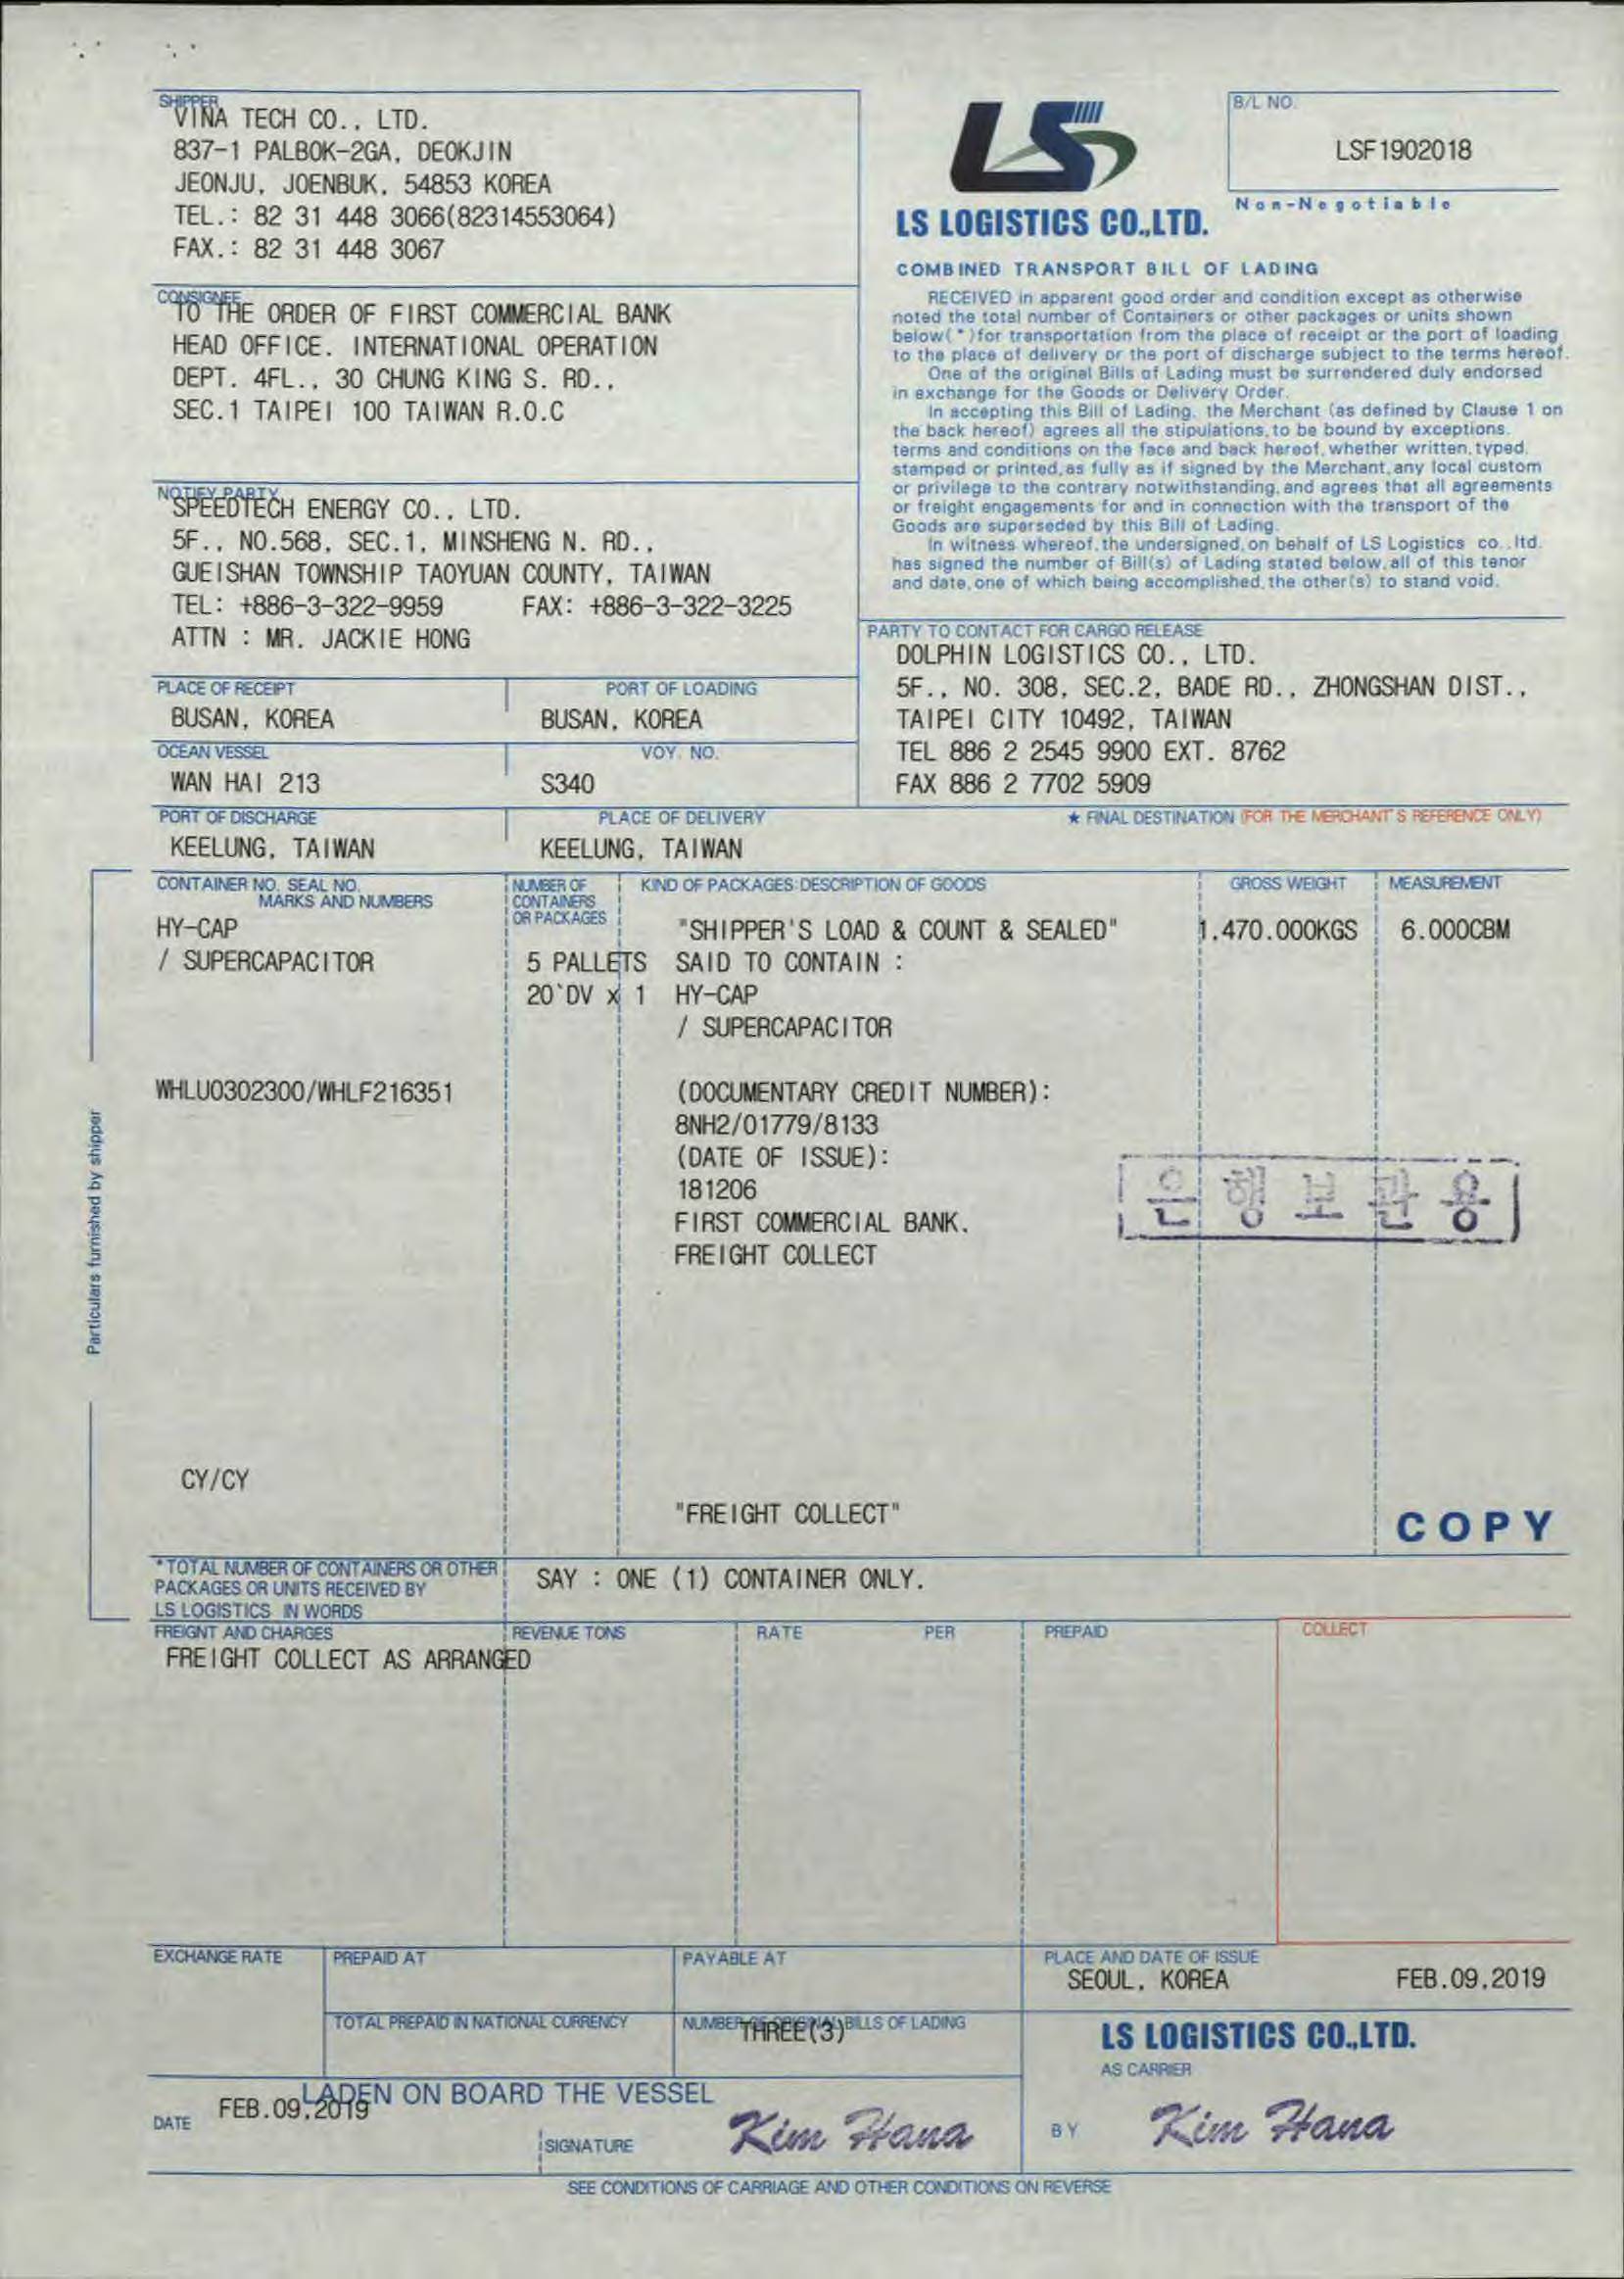 SHIPPER
VINA TECH CO., LTD.
837-1 PALBOK-2GA, DEOKJIN
JEONJU, JOENBUK, 54853 KOREA
TEL.: 82 31 448 3066(82314553064)
FAX.: 82 31 448 3067
LS
LS LOGISTICS CO.,LTD.
B/L NO.
LSF1902018
Non-Negotiable
COMBINED TRANSPORT BILL OF LADING
RECEIVED in apparent good order and condition except as otherwise
noted the total number of Containers or other packages or units shown
below( * )for transportation from the place of receipt or the port of loading
to the place of delivery or the port of discharge subject to the terms hereof.
One of the original Bills of Lading must be surrendered duly endorsed
in exchange for the Goods or Delivery Order.
In accepting this Bill of Lading, the Merchant (as defined by Clause 1 on
the back hereof) agrees all the stipulations, to be bound by exceptions,
terms and conditions on the face and back hereof, whether written, typed,
stamped or printed, as fully as if signed by the Merchant, any local custom
or privilege to the contrary notwithstanding, and agrees that all agreements
or freight engagements for and in connection with the transport of the
Goods are superseded by this Bill of Lading.
In witness whereof, the undersigned, on behalf of LS Logistics co., ltd.
has signed the number of Bill(s) of Lading stated below, all of this tenor
and date, one of which being accomplished, the other(s) to stand void.
CONSIGNEE
TO THE ORDER OF FIRST COMMERCIAL BANK
HEAD OFFICE. INTERNATIONAL OPERATION
DEPT. 4FL., 30 CHUNG KING S. RD.,
SEC.1 TAIPEI 100 TAIWAN R.O.C
NOTIFY PARTY
SPEEDTECH ENERGY CO., LTD.
5F., NO.568, SEC.1, MINSHENG N. RD.,
GUEISHAN TOWNSHIP TAOYUAN COUNTY, TAIWAN
TEL: +886-3-322-9959 FAX: +886-3-322-3225
ATTN : MR. JACKIE HONG
PARTY TO CONTACT FOR CARGO RELEASE
DOLPHIN LOGISTICS CO., LTD.
5F., NO. 308, SEC.2, BADE RD., ZHONGSHAN DIST.,
TAIPEI CITY 10492, TAIWAN
TEL 886 2 2545 9900 EXT. 8762
FAX 886 2 7702 5909
PLACE OF RECEIPT PORT OF LOADING
BUSAN, KOREA BUSAN, KOREA
OCEAN VESSEL VOY. NO.
WAN HAI 213 S340
PORT OF DISCHARGE PLACE OF DELIVERY ★ FINAL DESTINATION (FOR THE MERCHANT'S REFERENCE ONLY)
KEELUNG, TAIWAN KEELUNG, TAIWAN
CONTAINER NO. SEAL NO.
MARKS AND NUMBERS
NUMBER OF
CONTAINERS
OR PACKAGES
KIND OF PACKAGES:DESCRIPTION OF GOODS GROSS WEIGHT MEASUREMENT
HY-CAP "SHIPPER'S LOAD & COUNT & SEALED" 1,470.000KGS 6.000CBM
/ SUPERCAPACITOR 5 PALLETS SAID TO CONTAIN :
20`DV x 1 HY-CAP
/ SUPERCAPACITOR
WHLU0302300/WHLF216351 (DOCUMENTARY CREDIT NUMBER):
8NH2/01779/8133
(DATE OF ISSUE):
181206
FIRST COMMERCIAL BANK.
FREIGHT COLLECT
은행보관용
Particulars furnished by shipper
CY/CY
"FREIGHT COLLECT"
COPY
*TOTAL NUMBER OF CONTAINERS OR OTHER
PACKAGES OR UNITS RECEIVED BY
LS LOGISTICS IN WORDS
SAY : ONE (1) CONTAINER ONLY.
FREIGNT AND CHARGES REVENUE TONS RATE PER PREPAID COLLECT
FREIGHT COLLECT AS ARRANGED
EXCHANGE RATE PREPAID AT PAYABLE AT PLACE AND DATE OF ISSUE
SEOUL, KOREA FEB.09,2019
TOTAL PREPAID IN NATIONAL CURRENCY NUMBER OF ORIGINAL BILLS OF LADING
THREE(3)
LS LOGISTICS CO.,LTD.
AS CARRIER
LADEN ON BOARD THE VESSEL
DATE FEB.09,2019
SIGNATURE Kim Hana
BY Kim Hana
SEE CONDITIONS OF CARRIAGE AND OTHER CONDITIONS ON REVERSE